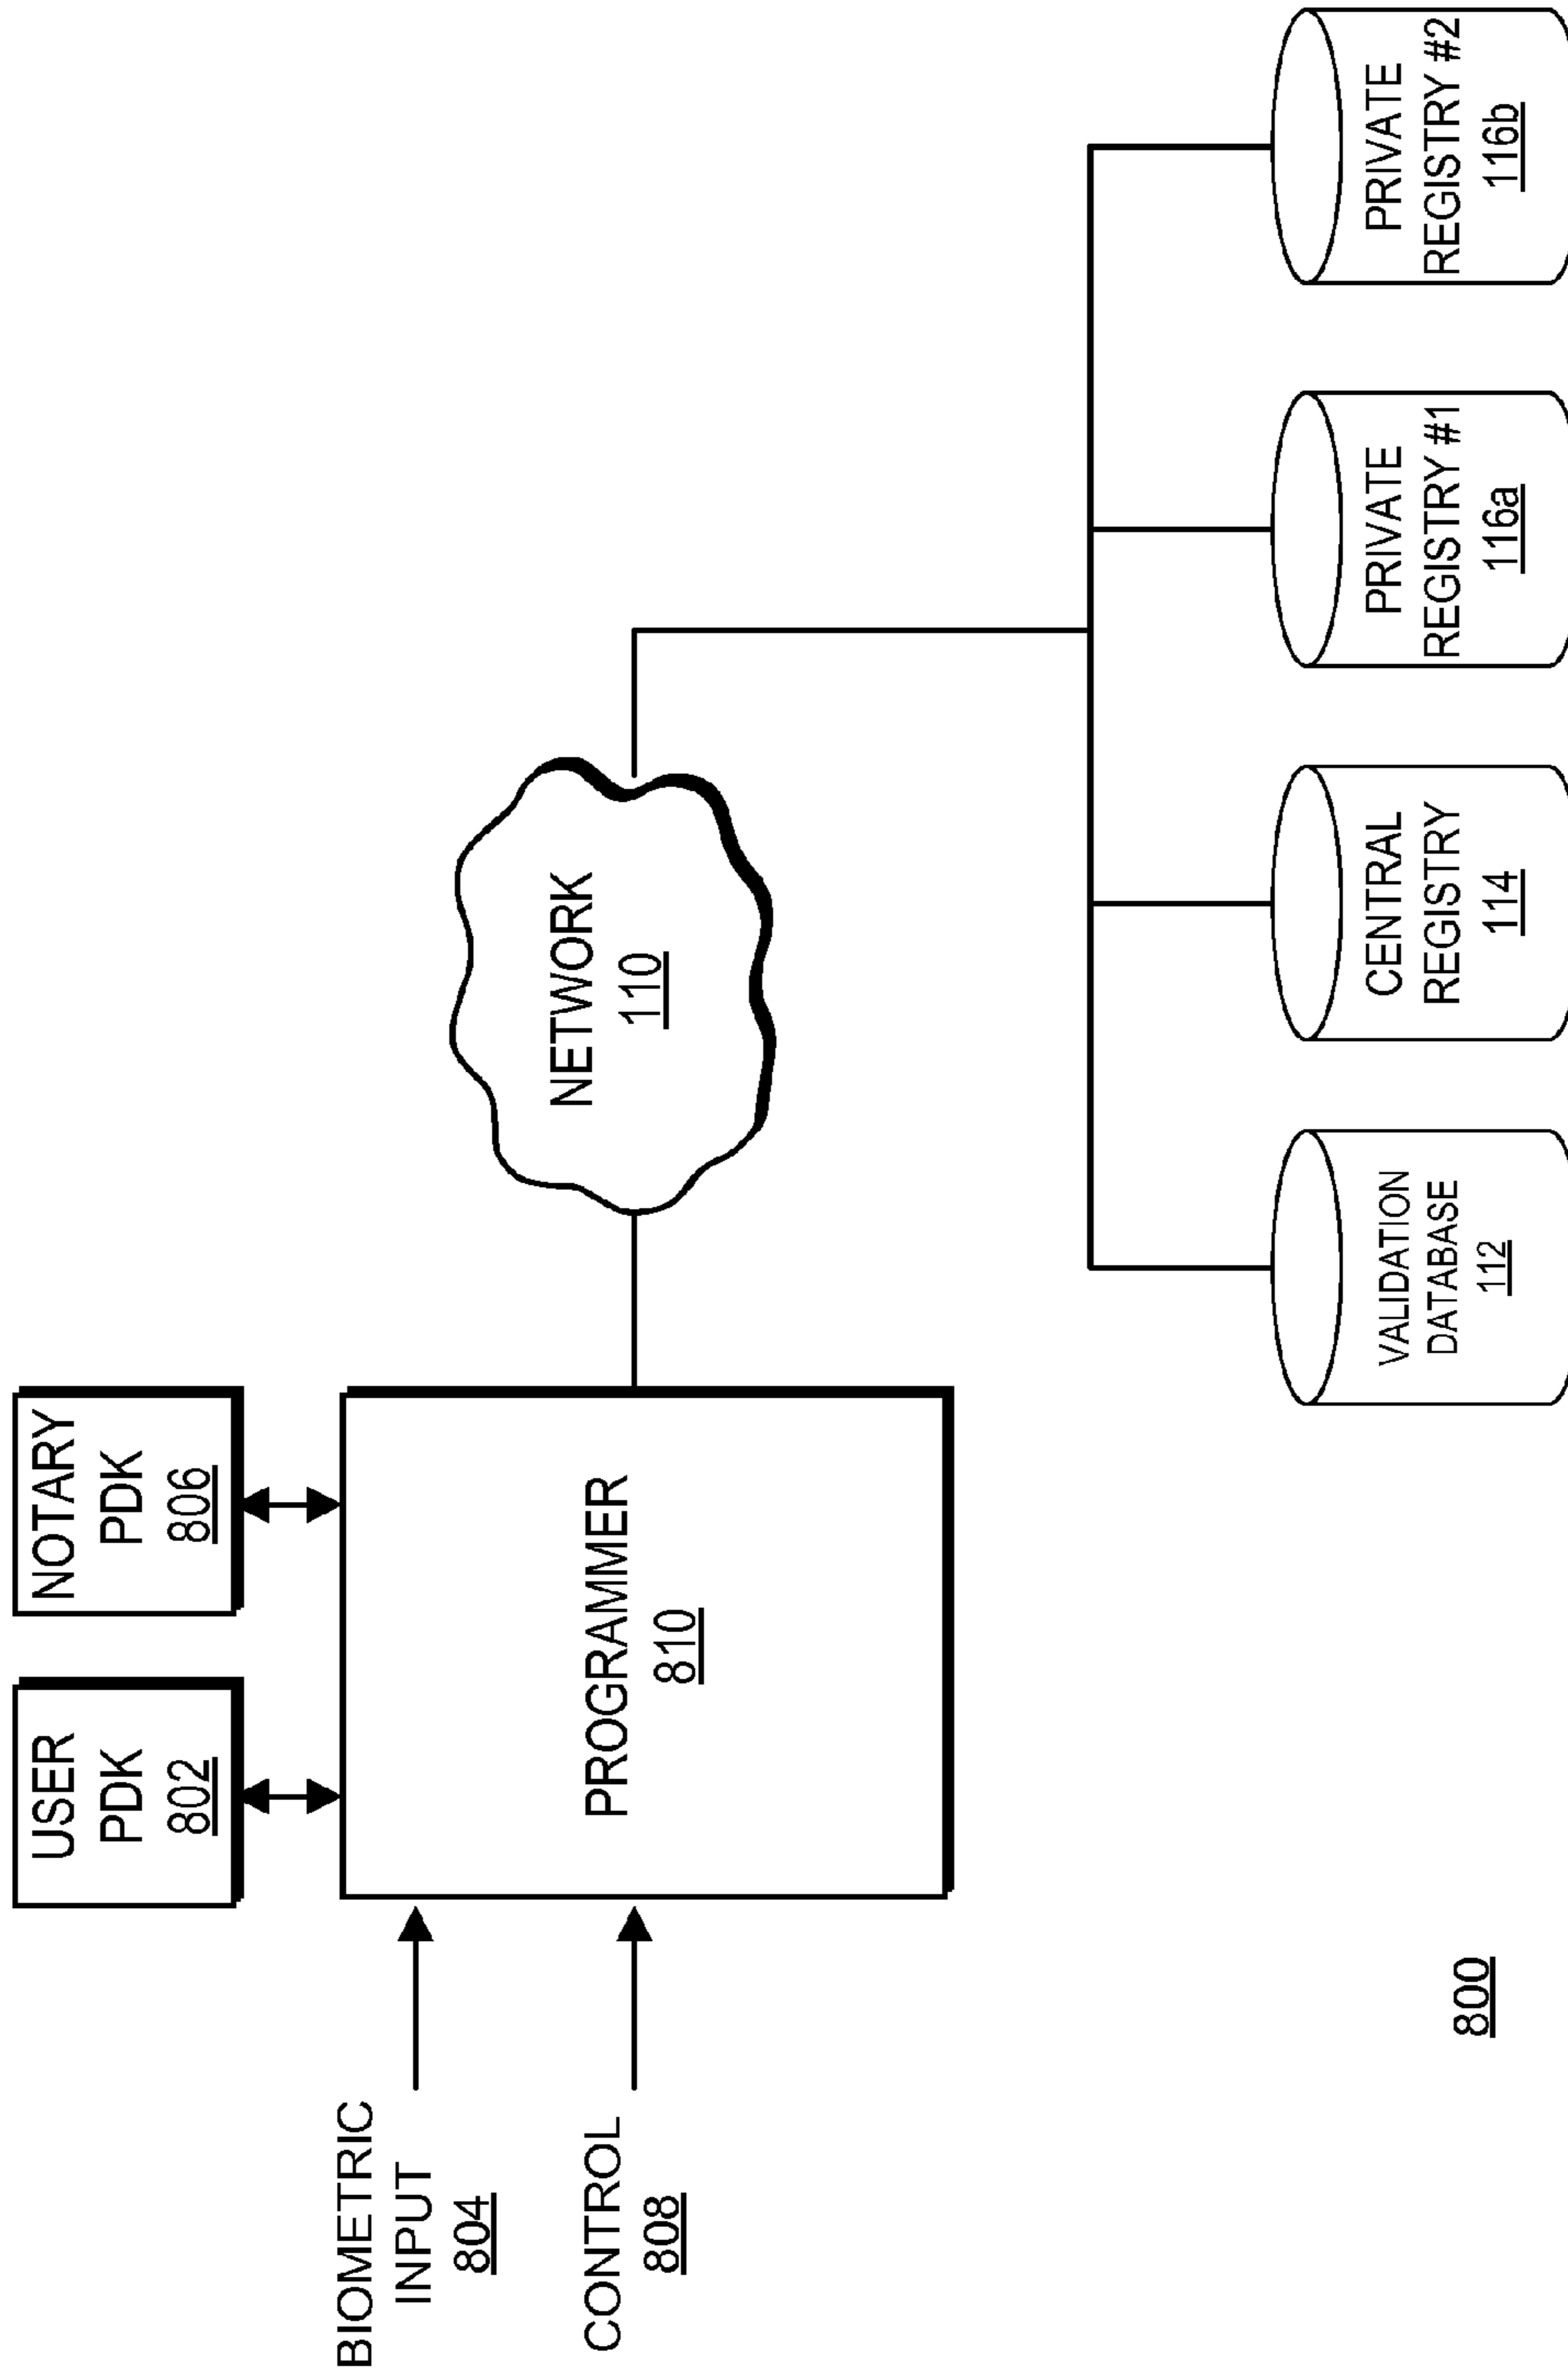 USER
PDK
802
NOTARY
PDK
806
BIOMETRIC
INPUT
804
CONTROL
808
PROGRAMMER
810
NETWORK
110
VALIDATION
DATABASE
112
CENTRAL
REGISTRY
114
PRIVATE
REGISTRY #1
116a
PRIVATE
REGISTRY #2
116b
800